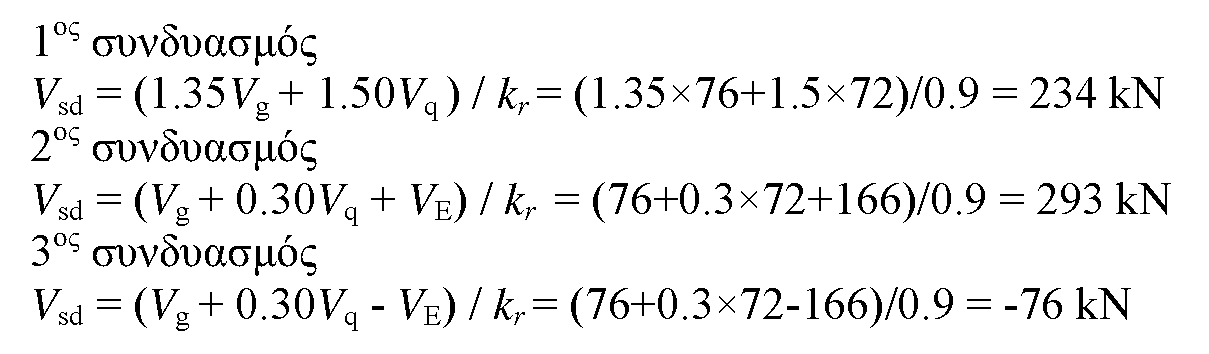 1ος συνδυασμός
Vsd = (1.35Vg + 1.50Vq ) / kr = (1.35×76+1.5×72)/0.9 = 234 kN
2ος συνδυασμός
Vsd = (Vg + 0.30Vq + VE) / kr = (76+0.3×72+166)/0.9 = 293 kN
3ος συνδυασμός
Vsd = (Vg + 0.30Vq - VE) / kr = (76+0.3×72-166)/0.9 = -76 kN